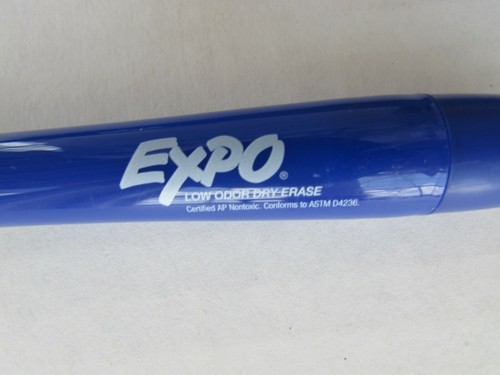 EXPO®
LOW ODOR DRY ERASE
Certified AP Nontoxic. Conforms to ASTM D4236.